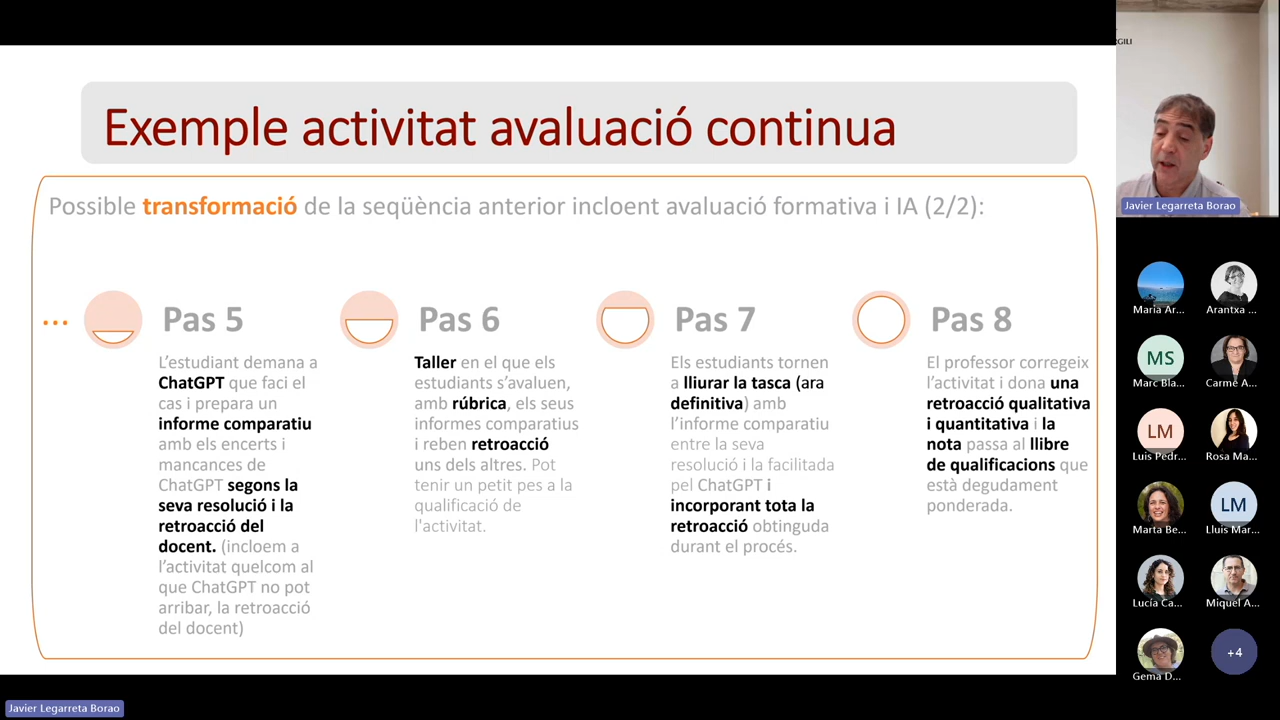 Exemple activitat avaluació continua
Possible transformació de la seqüència anterior incloent avaluació formativa i IA (2/2):
...
Pas 5
L'estudiant demana a
ChatGPT que faci el
cas i prepara un
informe comparatiu
amb els encerts i
mancances de
ChatGPT segons la
seva resolució i la
retroacció del
docent. (incloem a
l'activitat quelcom al
que ChatGPT no pot
arribar, la retroacció
del docent)
Pas 6
Taller en el que els
estudiants s'avaluen,
amb rúbrica, els seus
informes comparatius
i reben retroacció
uns dels altres. Pot
tenir un petit pes a la
qualificació de
l'activitat.
Pas 7
Els estudiants tornen
a lliurar la tasca (ara
definitiva) amb
l'informe comparatiu
entre la seva
resolució i la facilitada
pel ChatGPT i
incorporant tota la
retroacció obtinguda
durant el procés.
Pas 8
El professor corregeix
l'activitat i dona una
retroacció qualitativa
i quantitativa i la
nota passa al llibre
de qualificacions que
està degudament
ponderada.
GILI
Javier Legarreta Borao
Maria Ar...
Arantxa ...
MS
Marc Bla...
Carme A...
LM
Luis Pedr...
Rosa Ma...
Marta Be...
LM
Lluis Mar...
Lucía Ca...
Miquel A...
Gema D...
+4
Javier Legarreta Borao